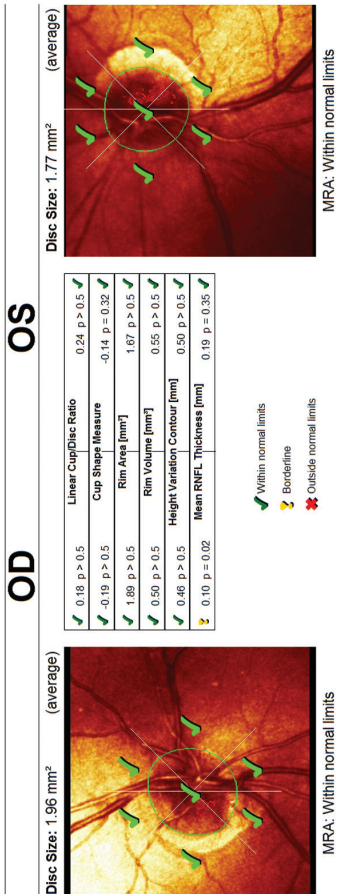 OD OS
Disc Size: 1.96 mm² (average)
Disc Size: 1.77 mm² (average)
0.18 p > 0.5 Linear Cup/Disc Ratio 0.24 p > 0.5
-0.19 p > 0.5 Cup Shape Measure -0.14 p = 0.32
1.89 p > 0.5 Rim Area [mm²] 1.67 p > 0.5
0.50 p > 0.5 Rim Volume [mm³] 0.55 p > 0.5
0.46 p > 0.5 Height Variation Contour [mm] 0.50 p > 0.5
0.10 p = 0.02 Mean RNFL Thickness [mm] 0.19 p = 0.35
Within normal limits
Borderline
Outside normal limits
MRA: Within normal limits
MRA: Within normal limits